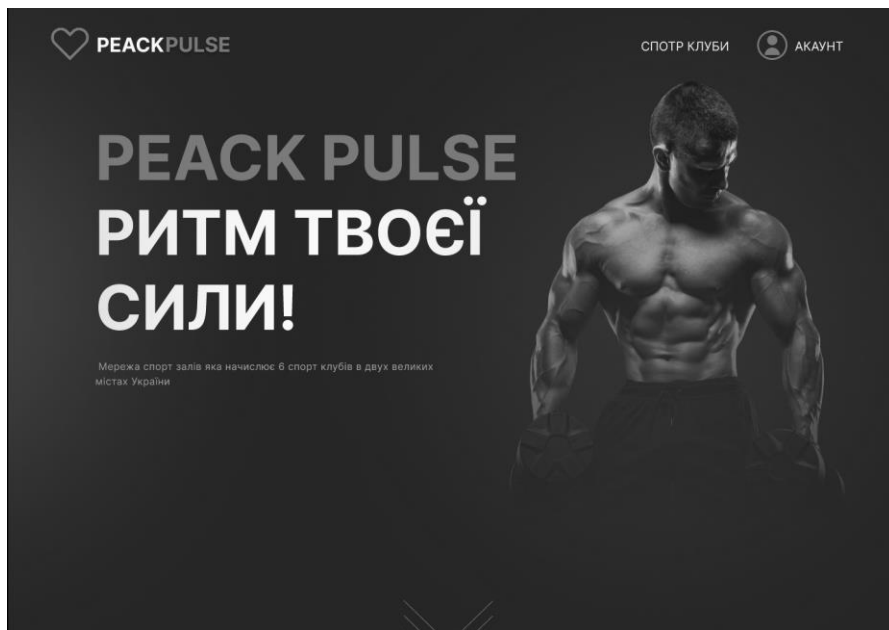 PEACKPULSE
СПОТР КЛУБИ
АКАУНТ
PEACK PULSE
РИТМ ТВОЄЇ
СИЛИ!
Мережа спорт залів яка начислює 6 спорт клубів в двух великих
містах України